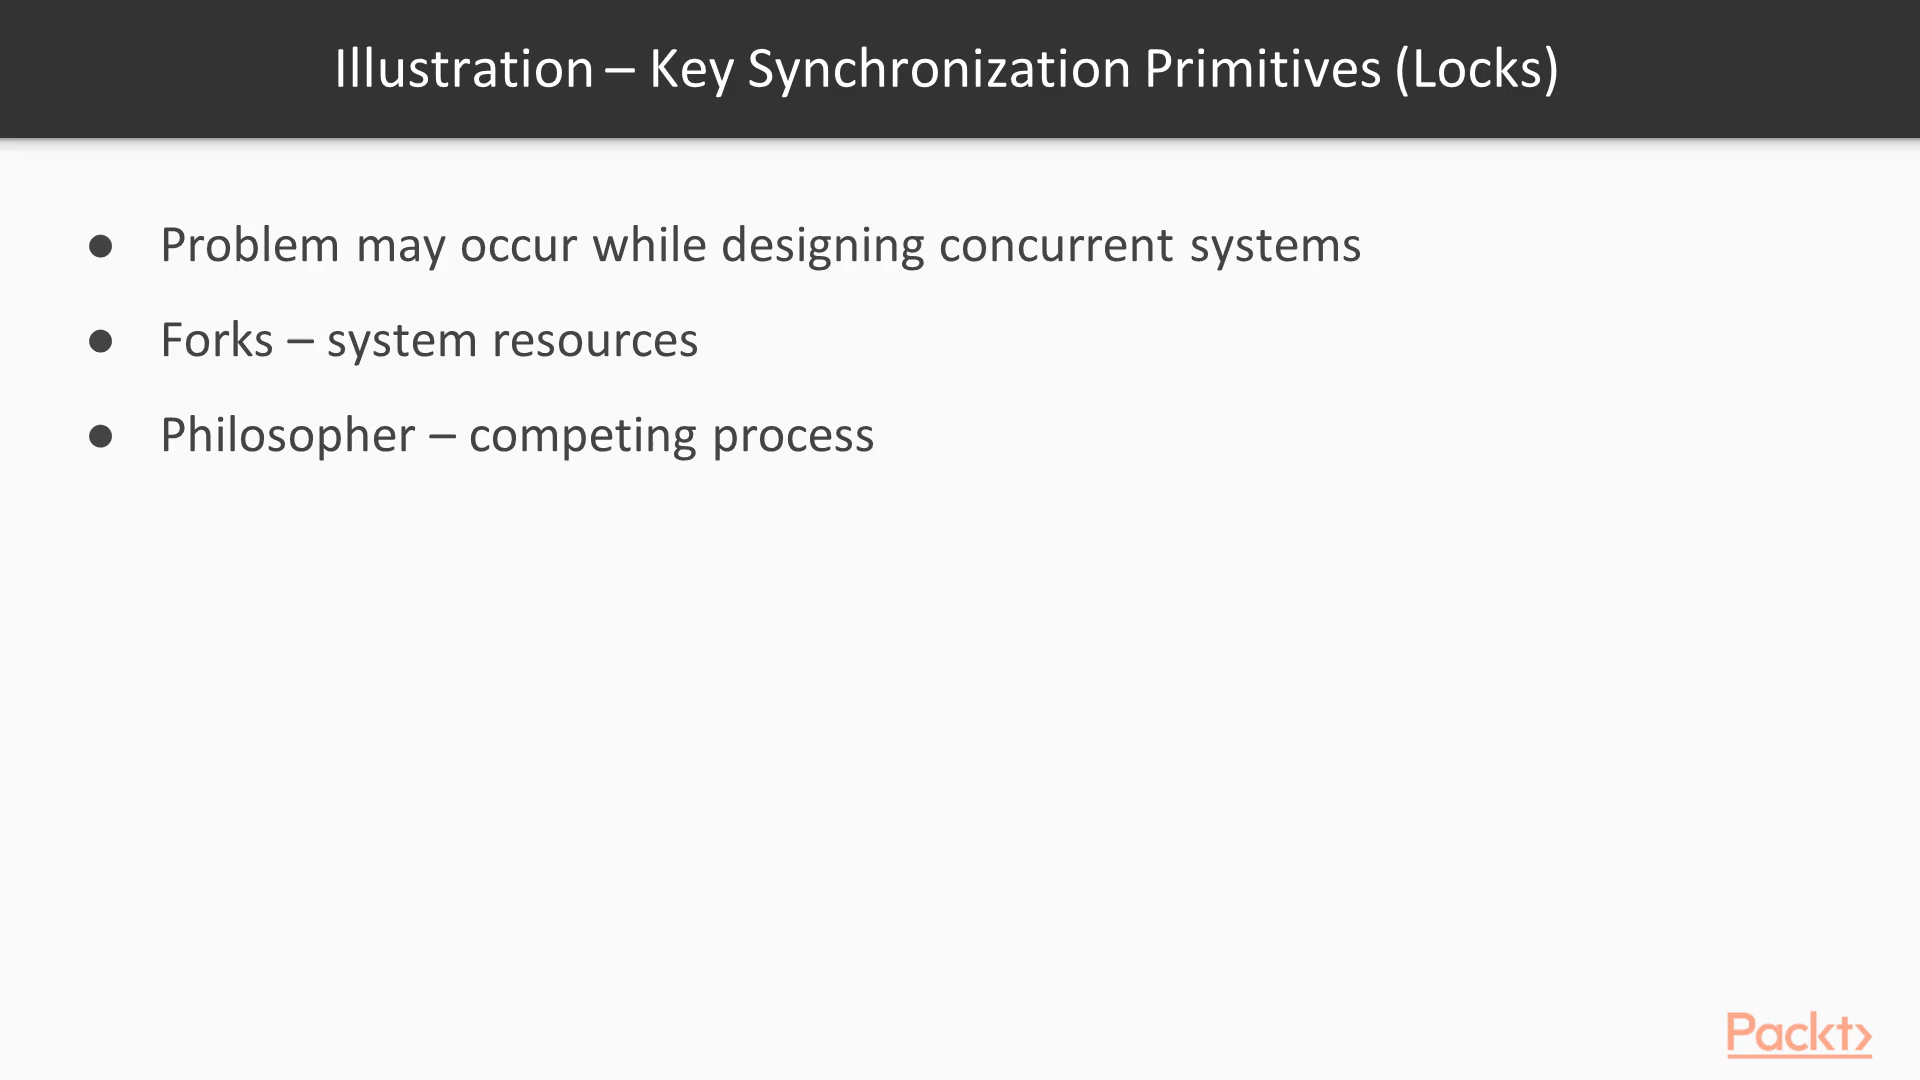 Illustration – Key Synchronization Primitives (Locks)
● Problem may occur while designing concurrent systems
● Forks – system resources
● Philosopher – competing process
Packt>